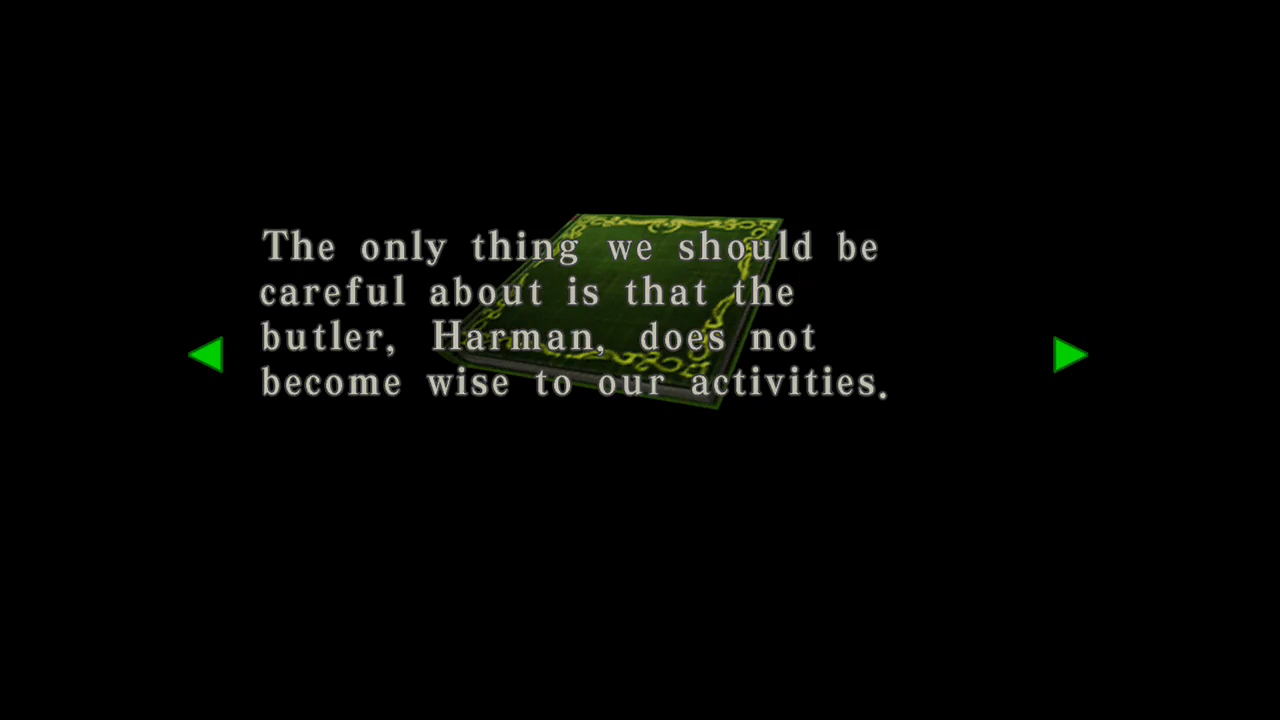 The only thing we should be
careful about is that the
butler, Harman, does not
become wise to our activities.